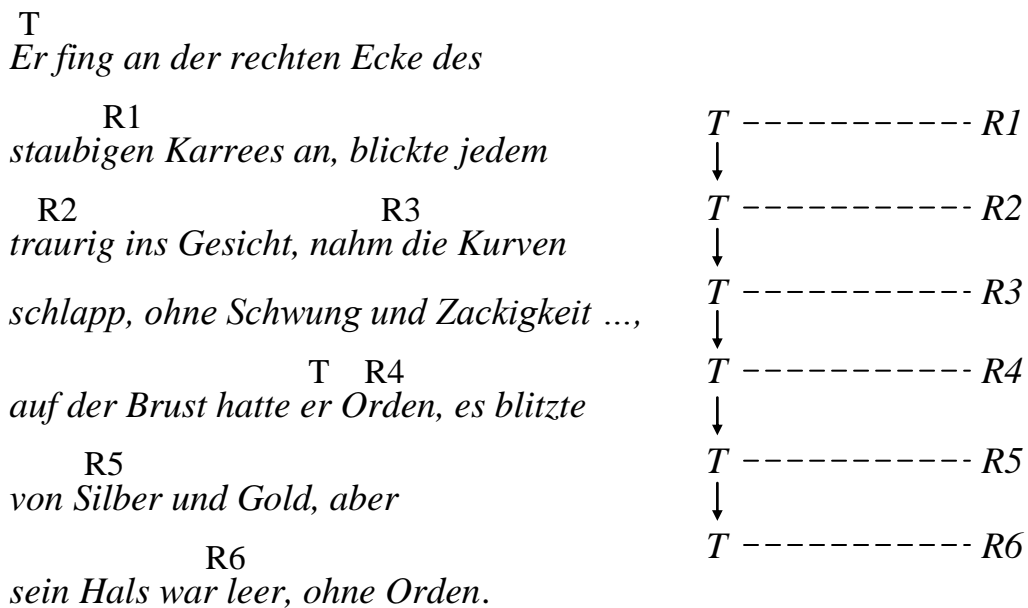 T
Er fing an der rechten Ecke des
R1
staubigen Karrees an, blickte jedem
R2 R3
traurig ins Gesicht, nahm die Kurven
schlapp, ohne Schwung und Zackigkeit ...,
T R4
auf der Brust hatte er Orden, es blitzte
R5
von Silber und Gold, aber
R6
sein Hals war leer, ohne Orden.
T R1
T R2
T R3
T R4
T R5
T R6